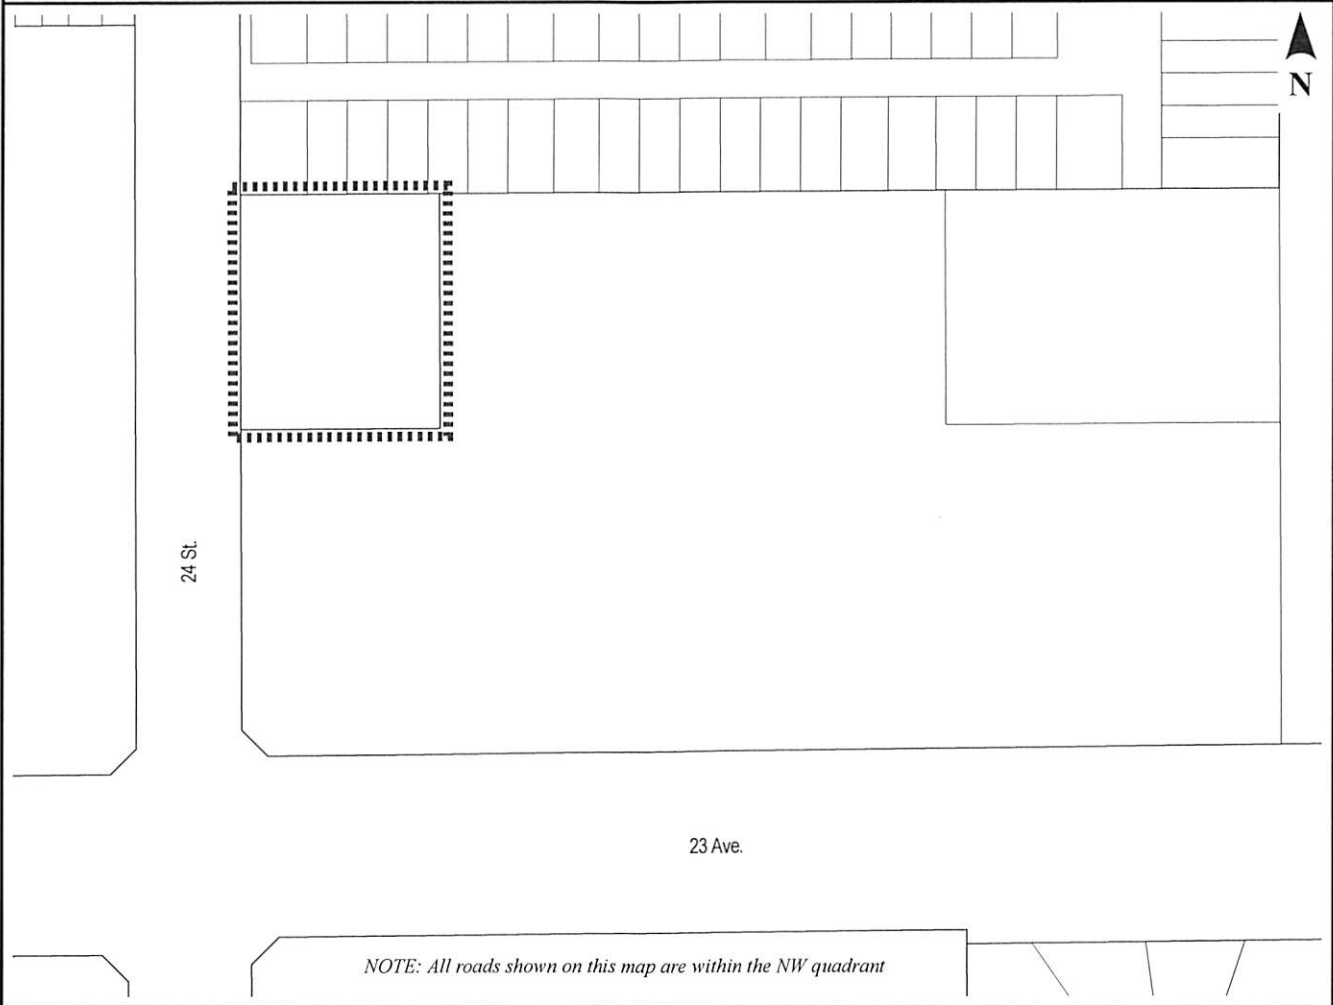 N
24 St.
23 Ave.
NOTE: All roads shown on this map are within the NW quadrant